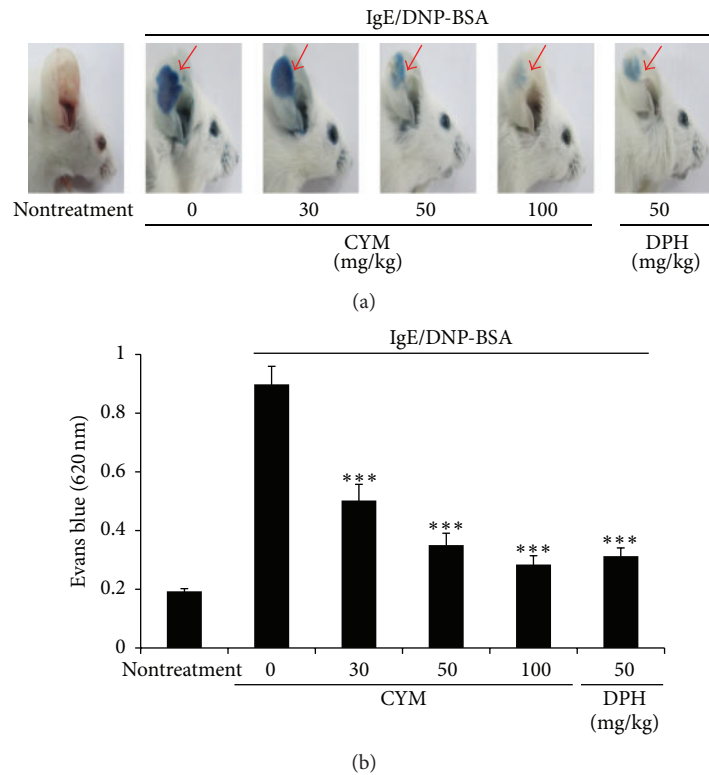 IgE/DNP-BSA
Nontreatment 0 30 50 100 50
CYM DPH
(mg/kg) (mg/kg)
(a)
IgE/DNP-BSA
1
0.8
0.6
0.4
0.2
0
Evans blue (620 nm)
*** *** *** ***
Nontreatment 0 30 50 100 50
CYM DPH
(mg/kg)
(b)